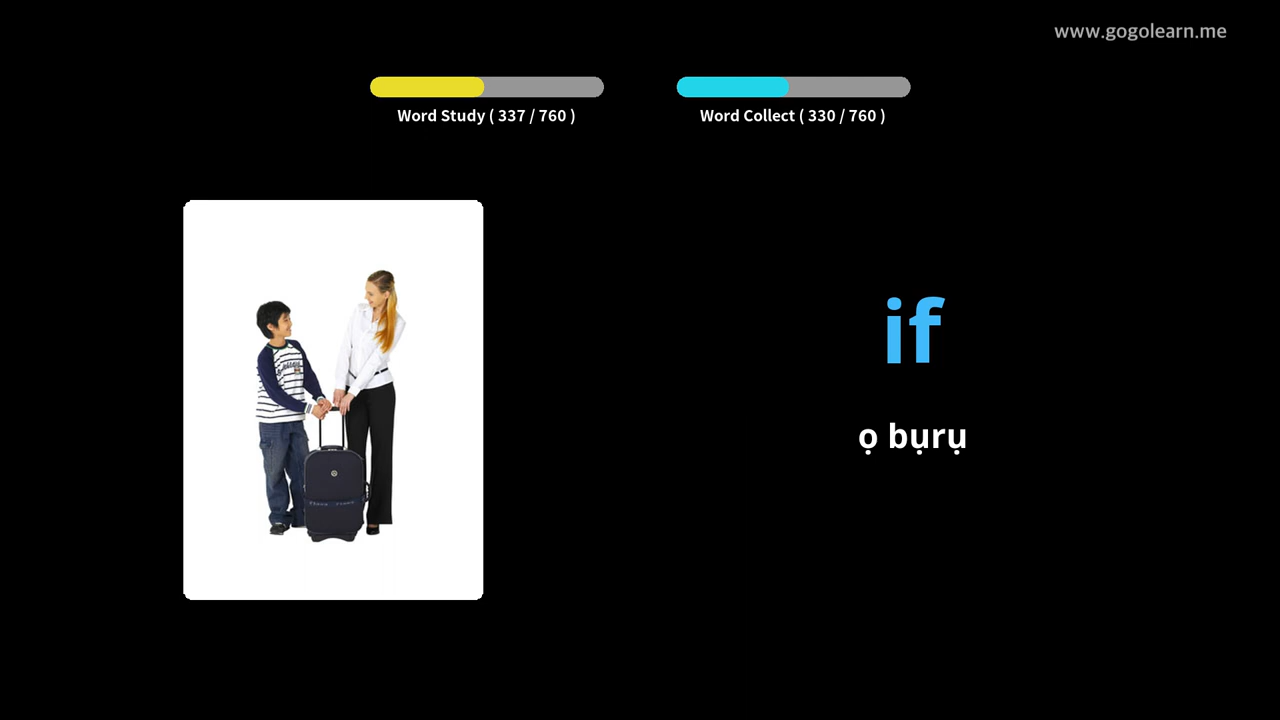 www.gogolearn.me
Word Study ( 337 / 760 )
Word Collect ( 330 / 760 )
if
ọ bụrụ